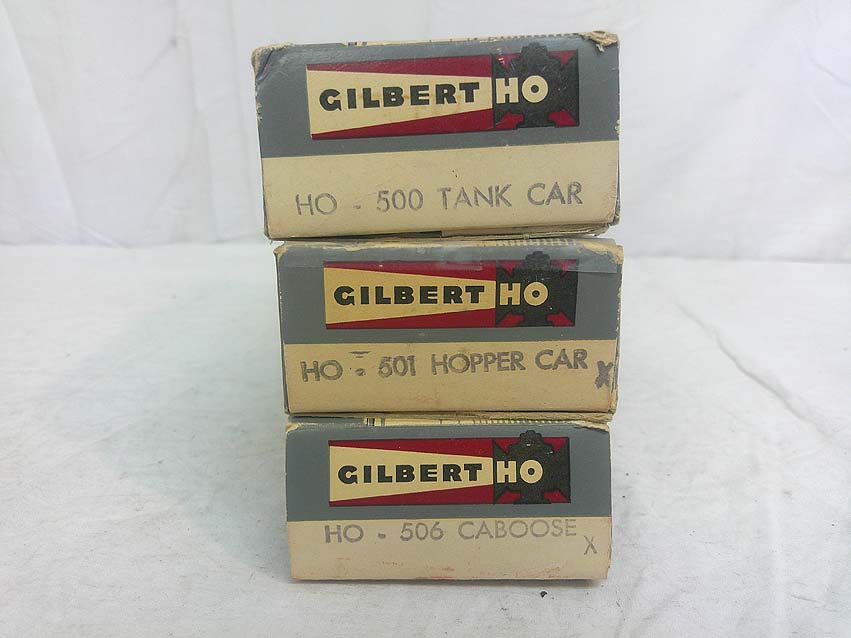 GILBERT HO
HO - 500 TANK CAR
GILBERT HO
HO - 501 HOPPER CAR X
GILBERT HO
HO - 506 CABOOSE X